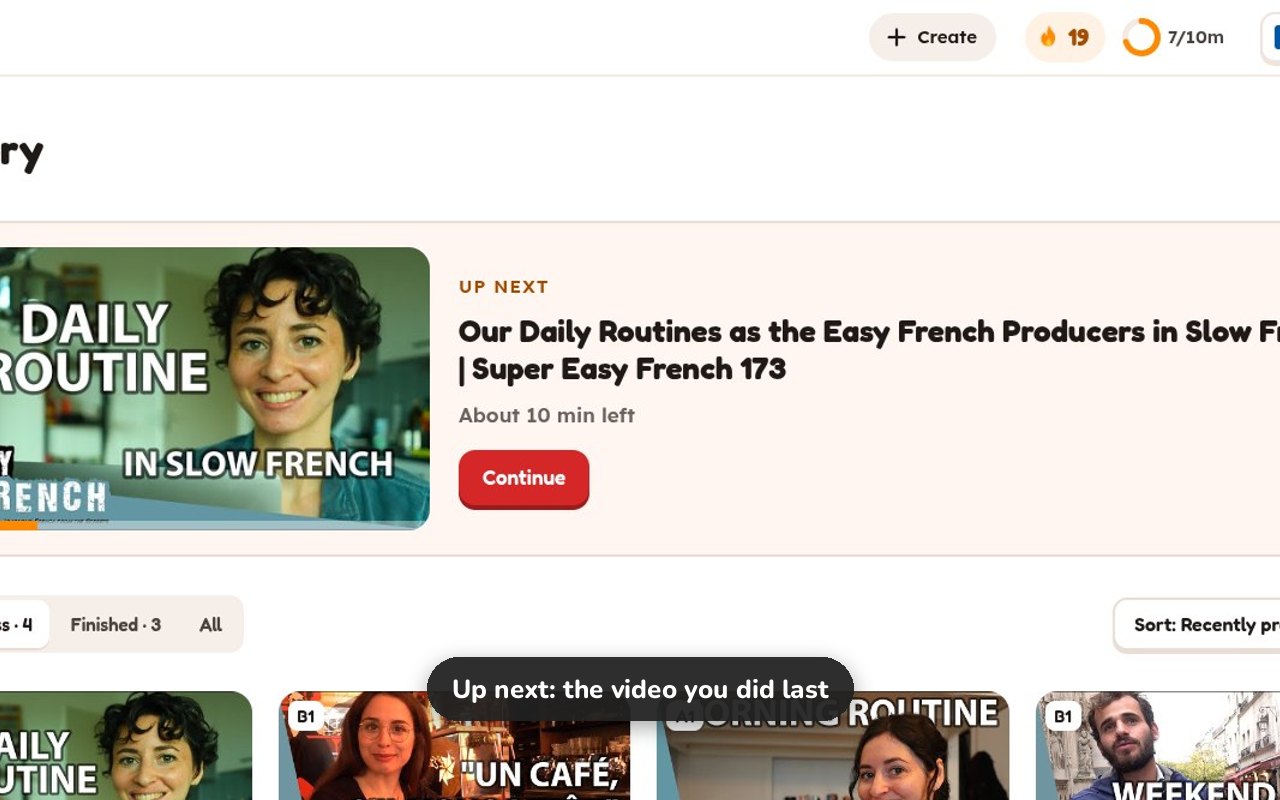 Create
19
7/10m
ry
DAILY
ROUTINE
IN SLOW FRENCH
Y
RENCH
UP NEXT
Our Daily Routines as the Easy French Producers in Slow Fr
| Super Easy French 173
About 10 min left
Continue
s · 4
Finished · 3
All
Sort: Recently pr
Up next: the video you did last
AILY
UTINE
B1
"UN CAFÉ,
MORNING ROUTINE
B1
WEEKEND